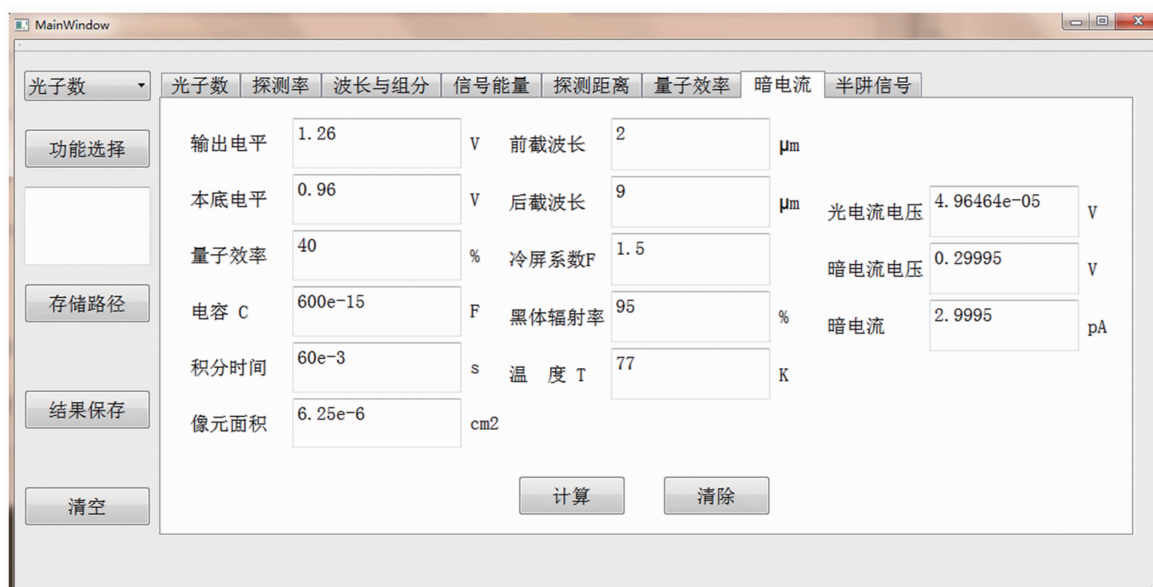 MainWindow
光子数
光子数 探测率 波长与组分 信号能量 探测距离 量子效率 暗电流 半阱信号
功能选择
存储路径
结果保存
清空
输出电平 1.26 V
本底电平 0.96 V
量子效率 40 %
电容 C 600e-15 F
积分时间 60e-3 s
像元面积 6.25e-6 cm2
前截波长 2 μm
后截波长 9 μm
冷屏系数F 1.5
黑体辐射率 95 %
温 度 T 77 K
光电流电压 4.96464e-05 V
暗电流电压 0.29995 V
暗电流 2.9995 pA
计算 清除